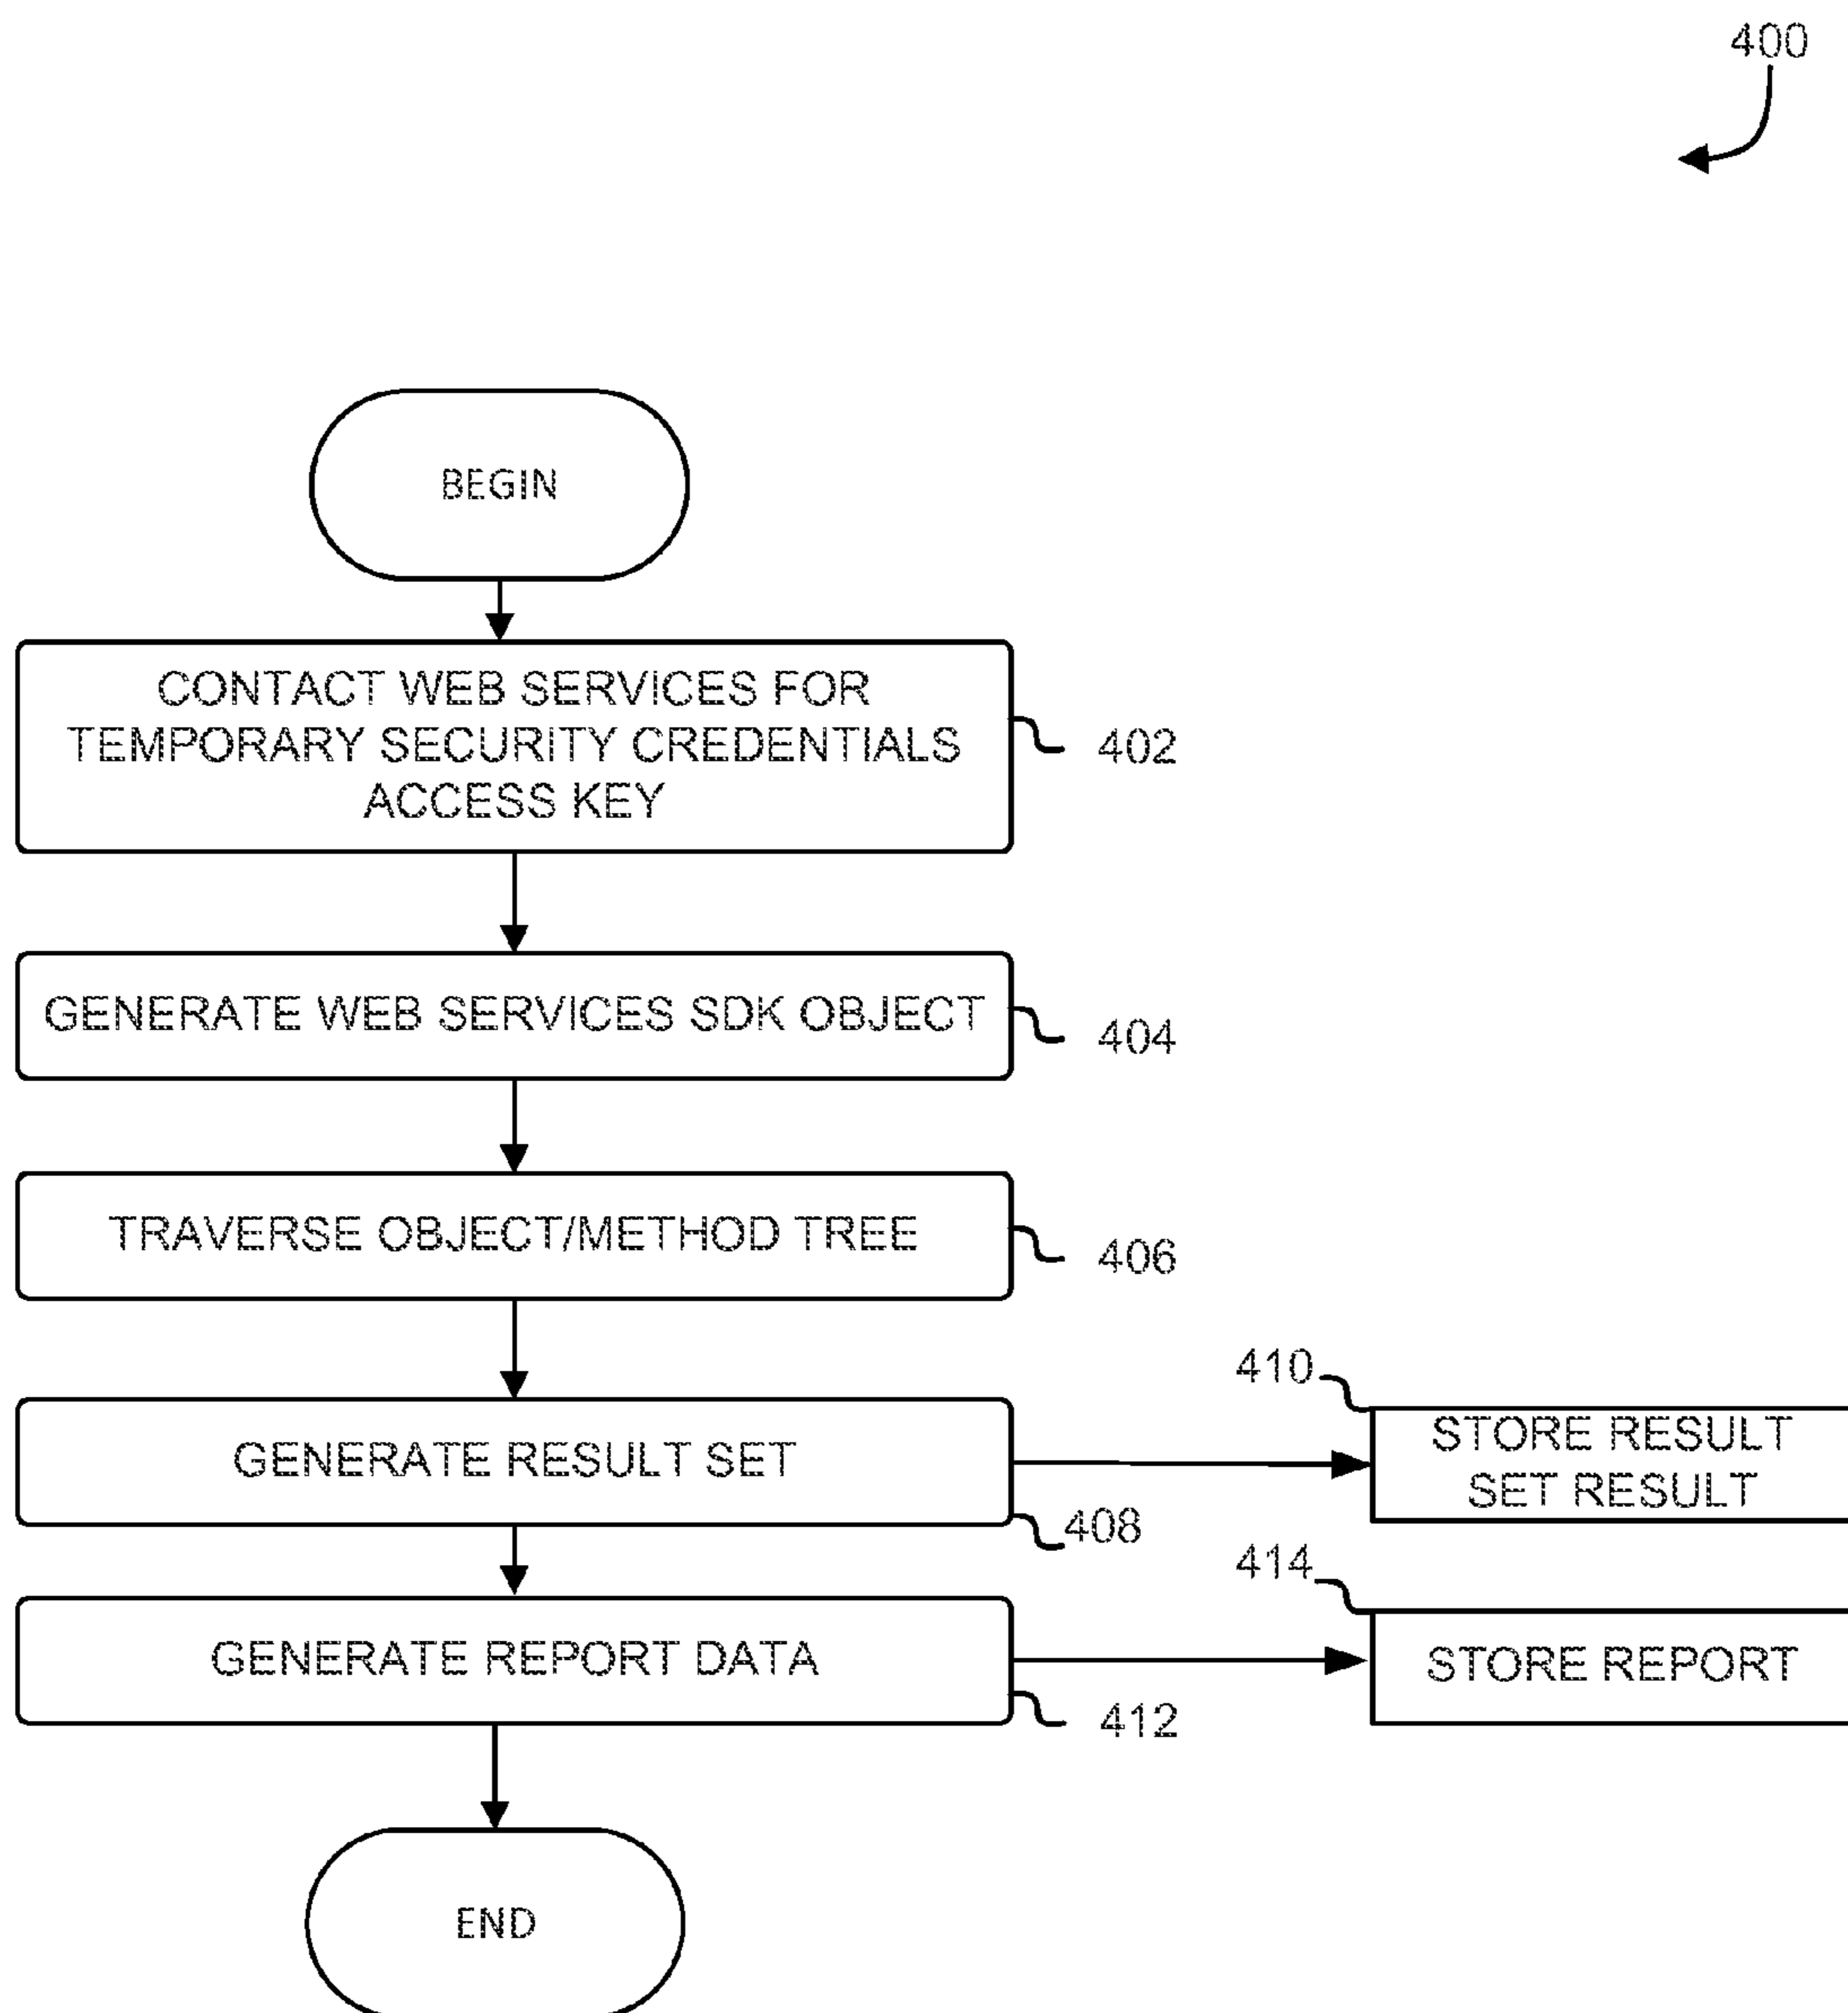 400
BEGIN
CONTACT WEB SERVICES FOR
TEMPORARY SECURITY CREDENTIALS
ACCESS KEY
402
GENERATE WEB SERVICES SDK OBJECT
404
TRAVERSE OBJECT/METHOD TREE
406
GENERATE RESULT SET
408
410
STORE RESULT
SET RESULT
GENERATE REPORT DATA
412
414
STORE REPORT
END